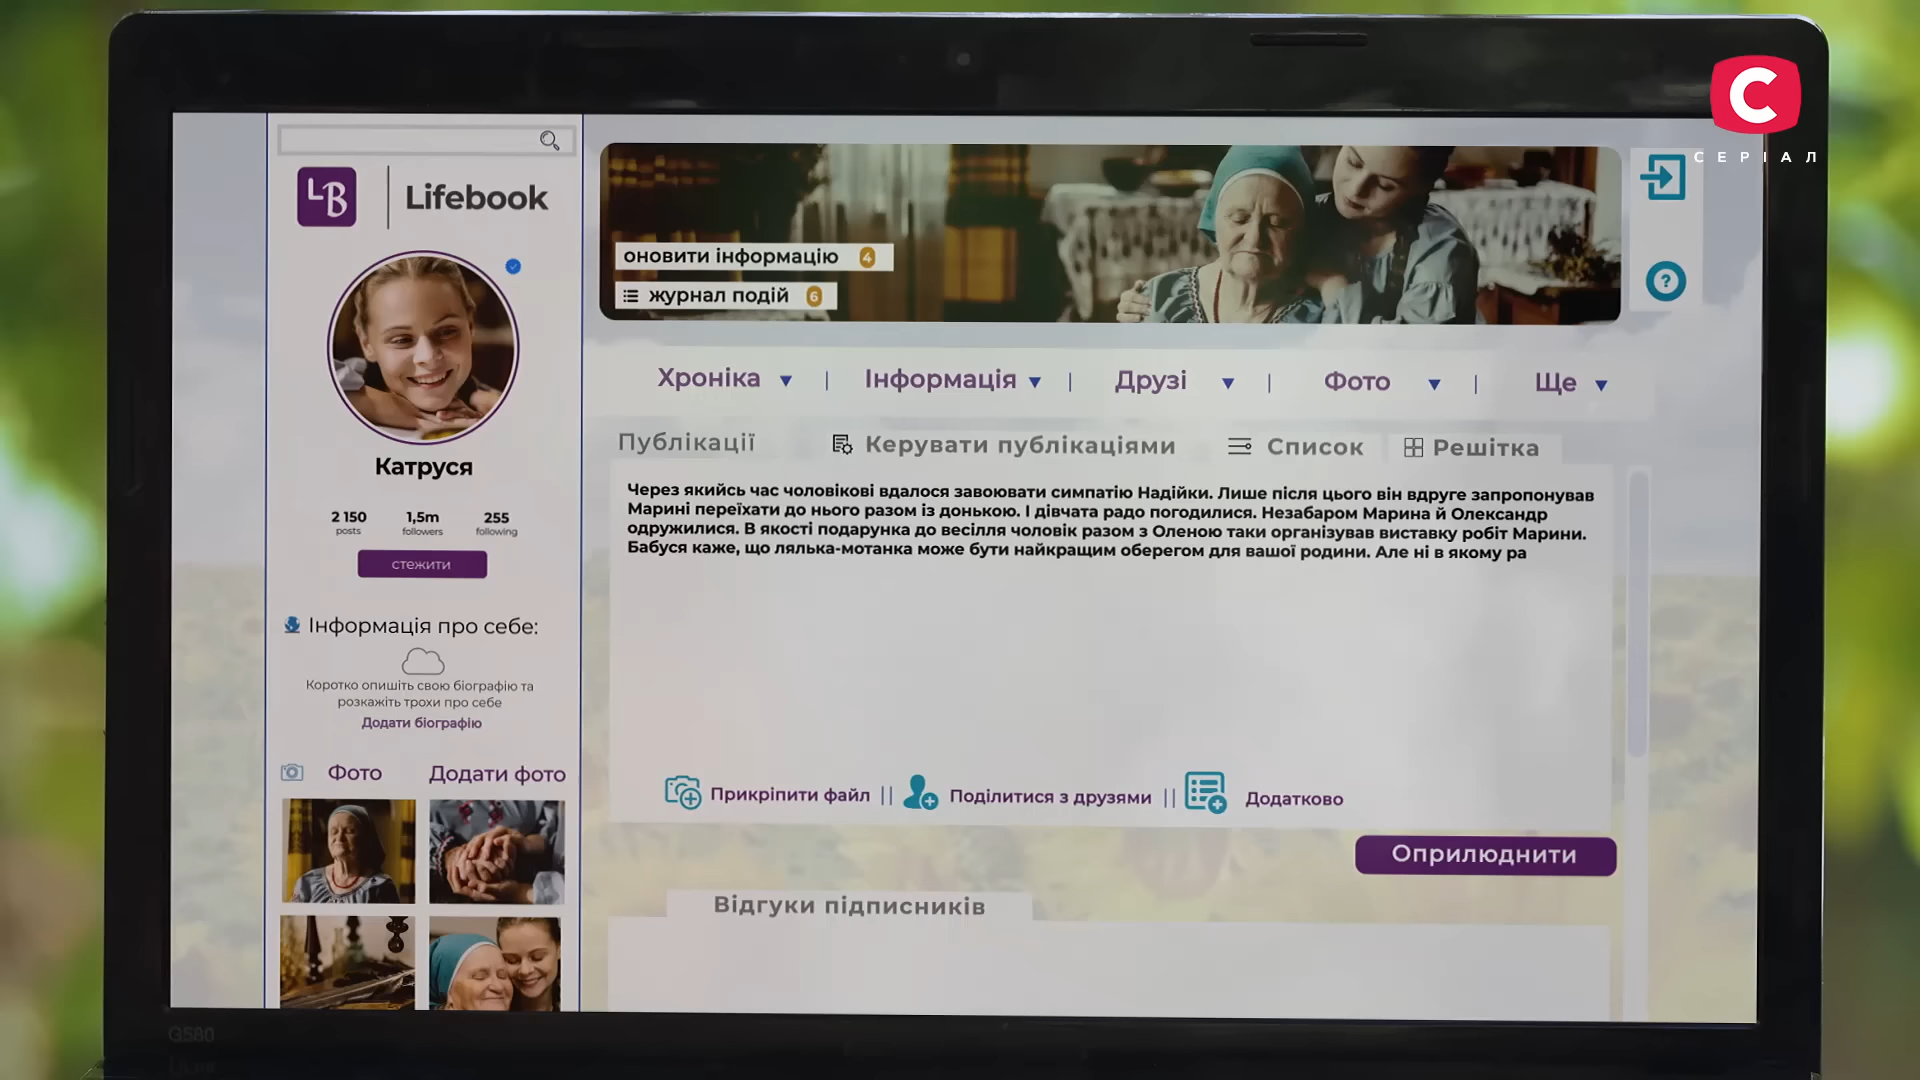 С
СЕРІАЛ
LB
Lifebook
Катруся
2 150
posts
1,5m
followers
255
following
стежити
Інформація про себе:
Коротко опишіть свою біографію та
розкажіть трохи про себе
Додати біографію
Фото
Додати фото
оновити інформацію 4
журнал подій 6
?
Хроніка ▼ | Інформація ▼ | Друзі ▼ | Фото ▼ | Ще ▼
Публікації
Керувати публікаціями
Список
Решітка
Через якийсь час чоловікові вдалося завоювати симпатію Надійки. Лише після цього він вдруге запропонував
Марині переїхати до нього разом із донькою. І дівчата радо погодилися. Незабаром Марина й Олександр
одружилися. В якості подарунка до весілля чоловік разом з Оленою таки організував виставку робіт Марини.
Бабуся каже, що лялька-мотанка може бути найкращим оберегом для вашої родини. Але ні в якому ра
Прикріпити файл || Поділитися з друзями || Додатково
Оприлюднити
Відгуки підписників
G580